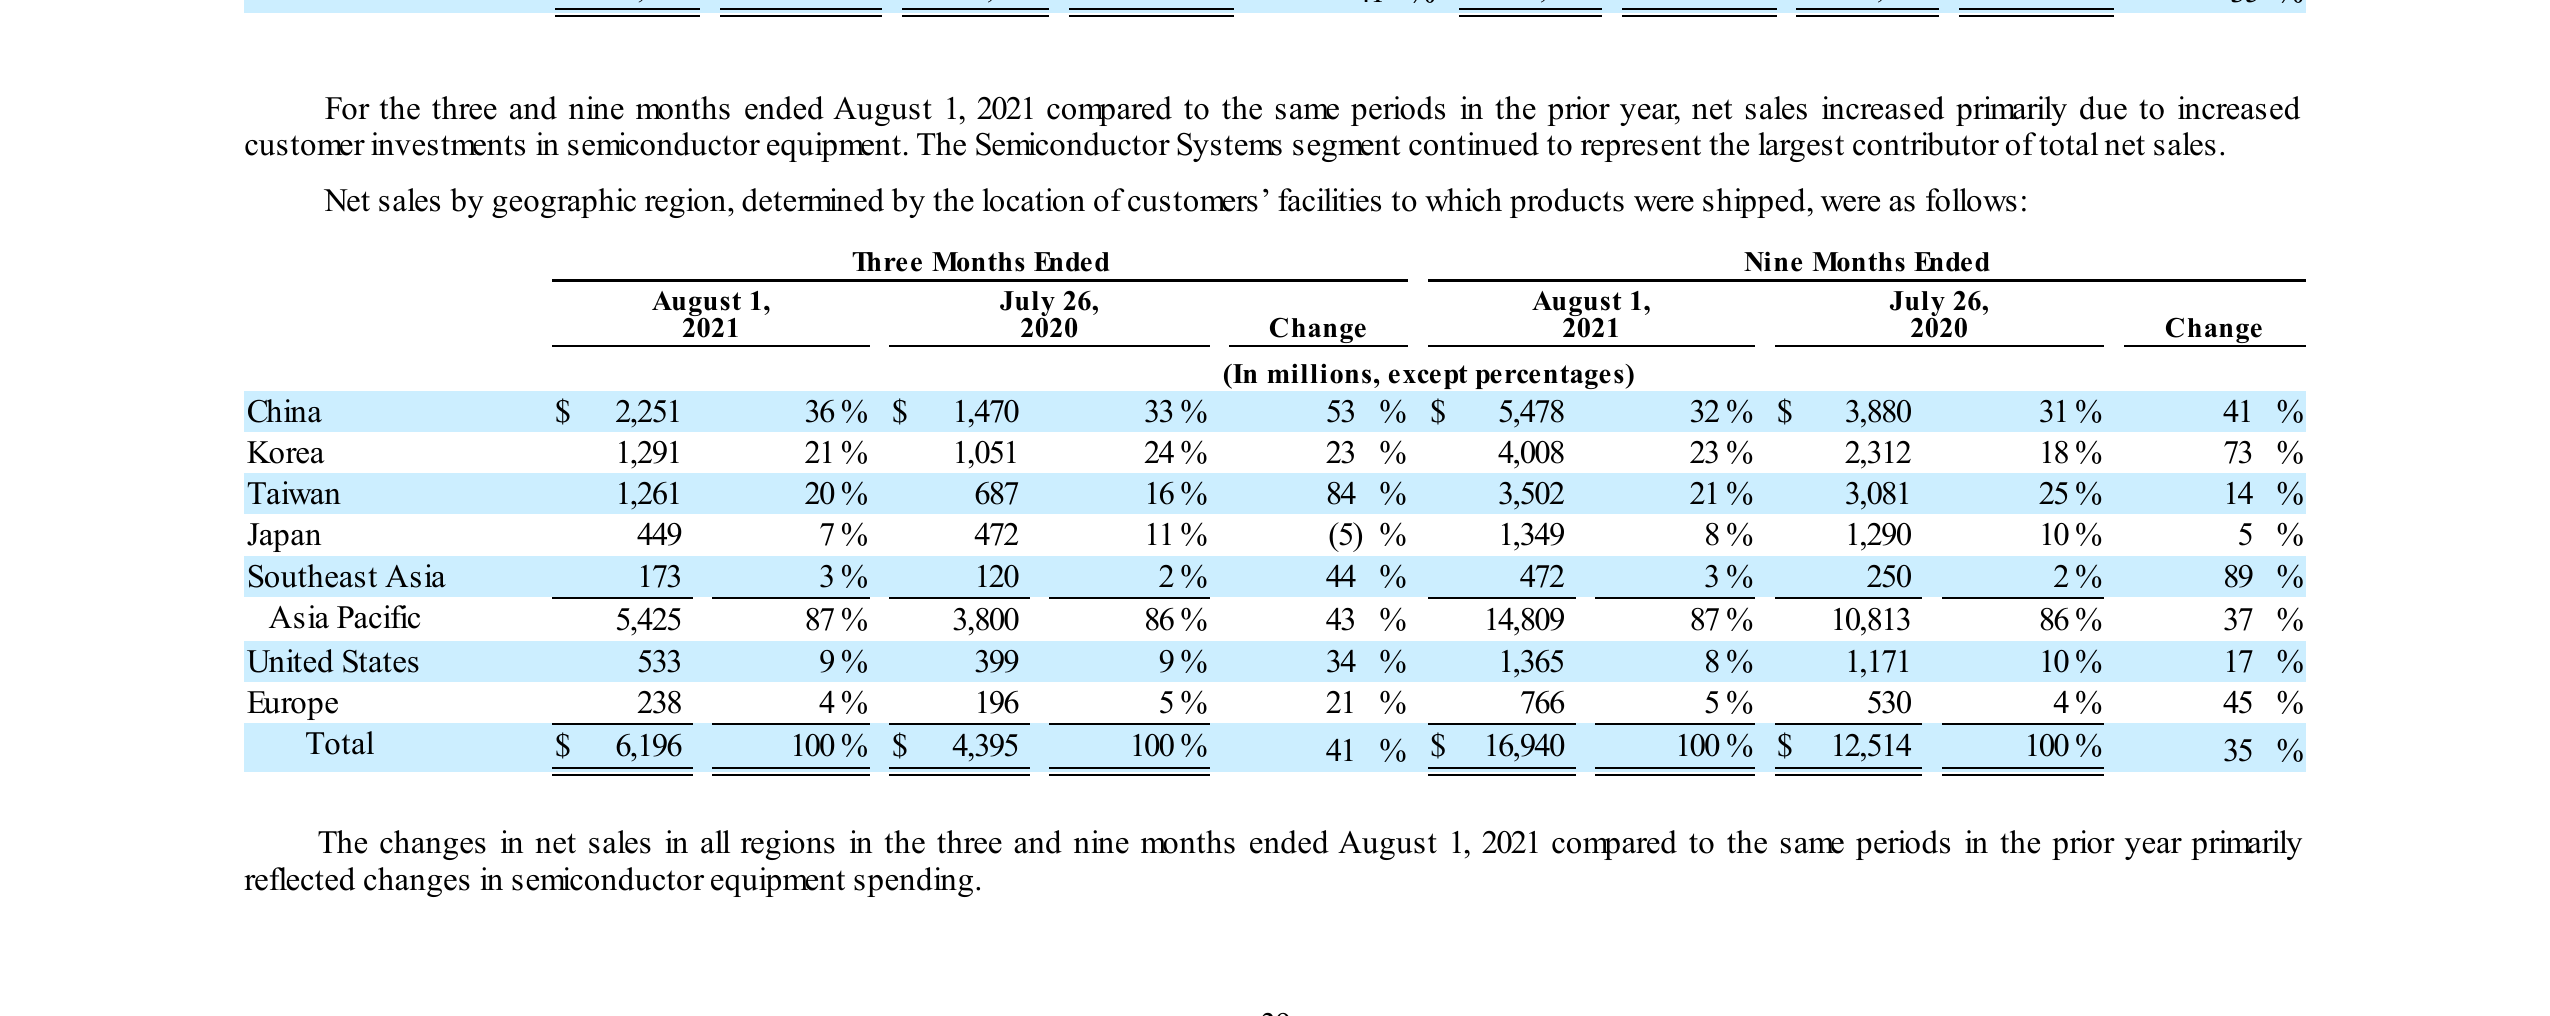 For the three and nine months ended August 1, 2021 compared to the same periods in the prior year, net sales increased primarily due to increased
customer investments in semiconductor equipment. The Semiconductor Systems segment continued to represent the largest contributor of total net sales.
Net sales by geographic region, determined by the location of customers’ facilities to which products were shipped, were as follows:
Three Months Ended Nine Months Ended
August 1, July 26, August 1, July 26,
2021 2020 Change 2021 2020 Change
(In millions, except percentages)
China $ 2,251 36 % $ 1,470 33 % 53 % $ 5,478 32 % $ 3,880 31 % 41 %
Korea 1,291 21 % 1,051 24 % 23 % 4,008 23 % 2,312 18 % 73 %
Taiwan 1,261 20 % 687 16 % 84 % 3,502 21 % 3,081 25 % 14 %
Japan 449 7 % 472 11 % (5) % 1,349 8 % 1,290 10 % 5 %
Southeast Asia 173 3 % 120 2 % 44 % 472 3 % 250 2 % 89 %
Asia Pacific 5,425 87 % 3,800 86 % 43 % 14,809 87 % 10,813 86 % 37 %
United States 533 9 % 399 9 % 34 % 1,365 8 % 1,171 10 % 17 %
Europe 238 4 % 196 5 % 21 % 766 5 % 530 4 % 45 %
Total $ 6,196 100 % $ 4,395 100 % 41 % $ 16,940 100 % $ 12,514 100 % 35 %
The changes in net sales in all regions in the three and nine months ended August 1, 2021 compared to the same periods in the prior year primarily
reflected changes in semiconductor equipment spending.